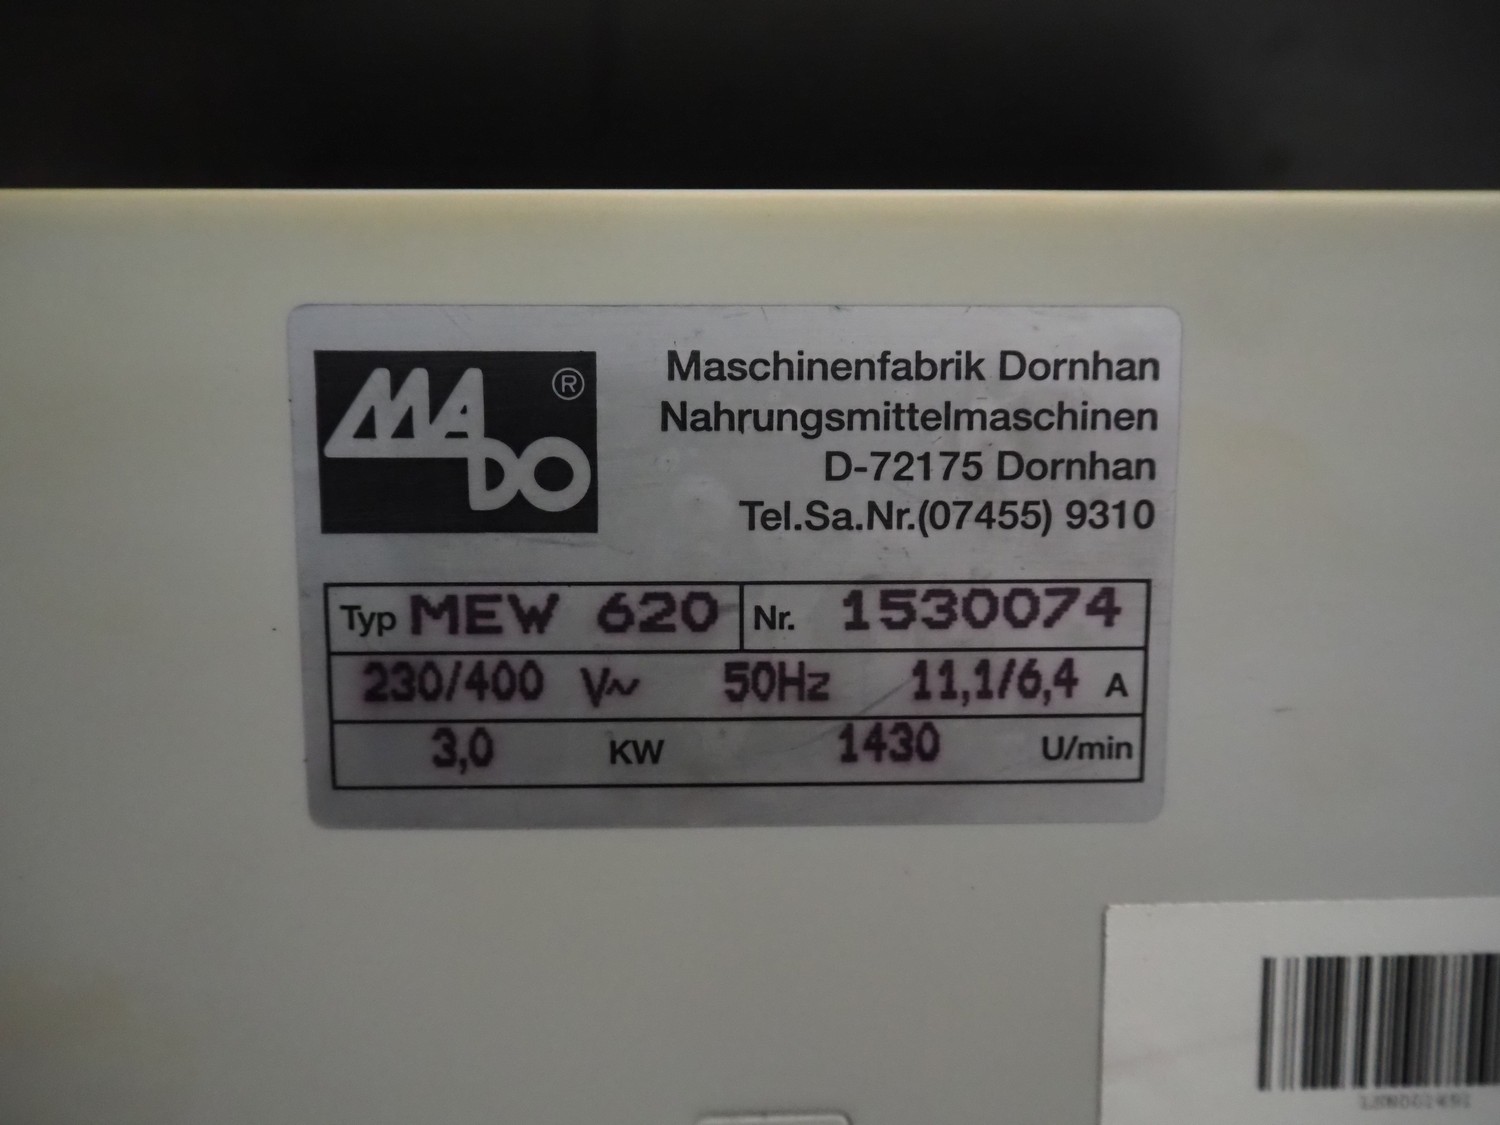 MADO ®
Maschinenfabrik Dornhan
Nahrungsmittelmaschinen
D-72175 Dornhan
Tel.Sa.Nr.(07455) 9310
Typ MEW 620 Nr. 1530074
230/400 V~ 50Hz 11,1/6,4 A
3,0 KW 1430 U/min